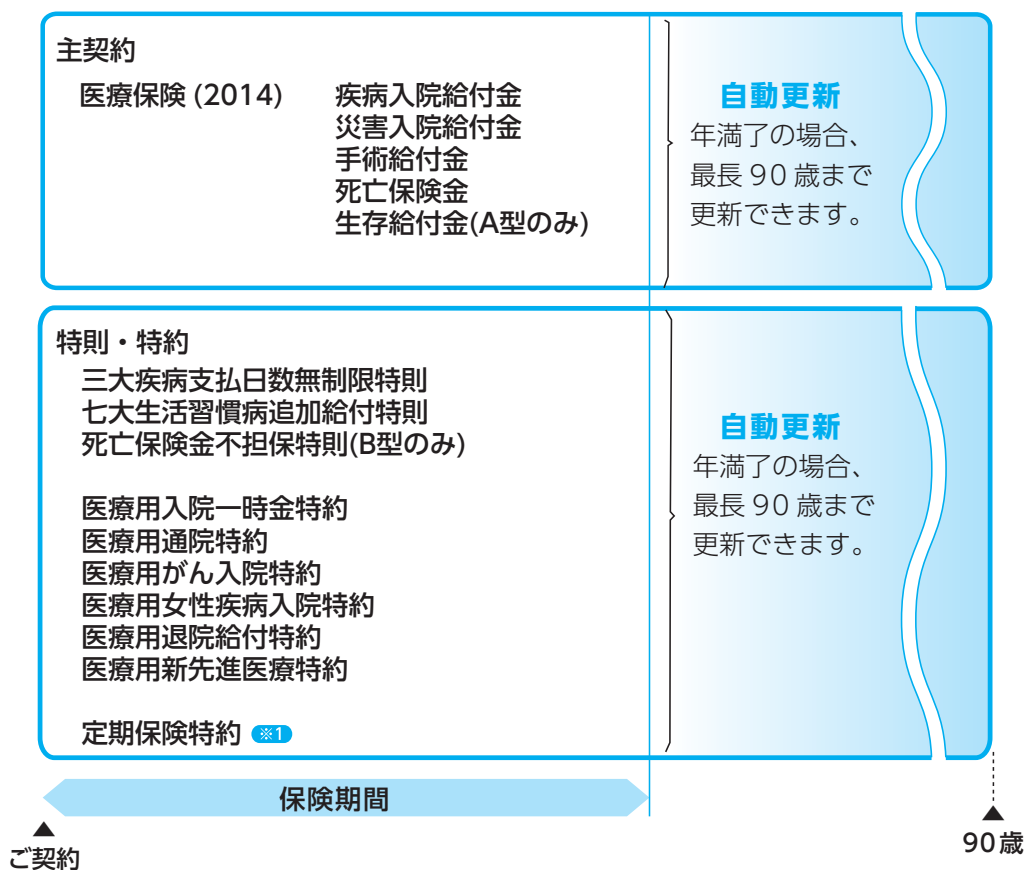 主契約
医療保険 (2014)
疾病入院給付金
災害入院給付金
手術給付金
死亡保険金
生存給付金(A型のみ)
自動更新
年満了の場合、
最長 90 歳まで
更新できます。
特則・特約
三大疾病支払日数無制限特則
七大生活習慣病追加給付特則
死亡保険金不担保特則(B型のみ)
医療用入院一時金特約
医療用通院特約
医療用がん入院特約
医療用女性疾病入院特約
医療用退院給付特約
医療用新先進医療特約
定期保険特約 ※1
自動更新
年満了の場合、
最長 90 歳まで
更新できます。
保険期間
▲
ご契約
▲
90歳